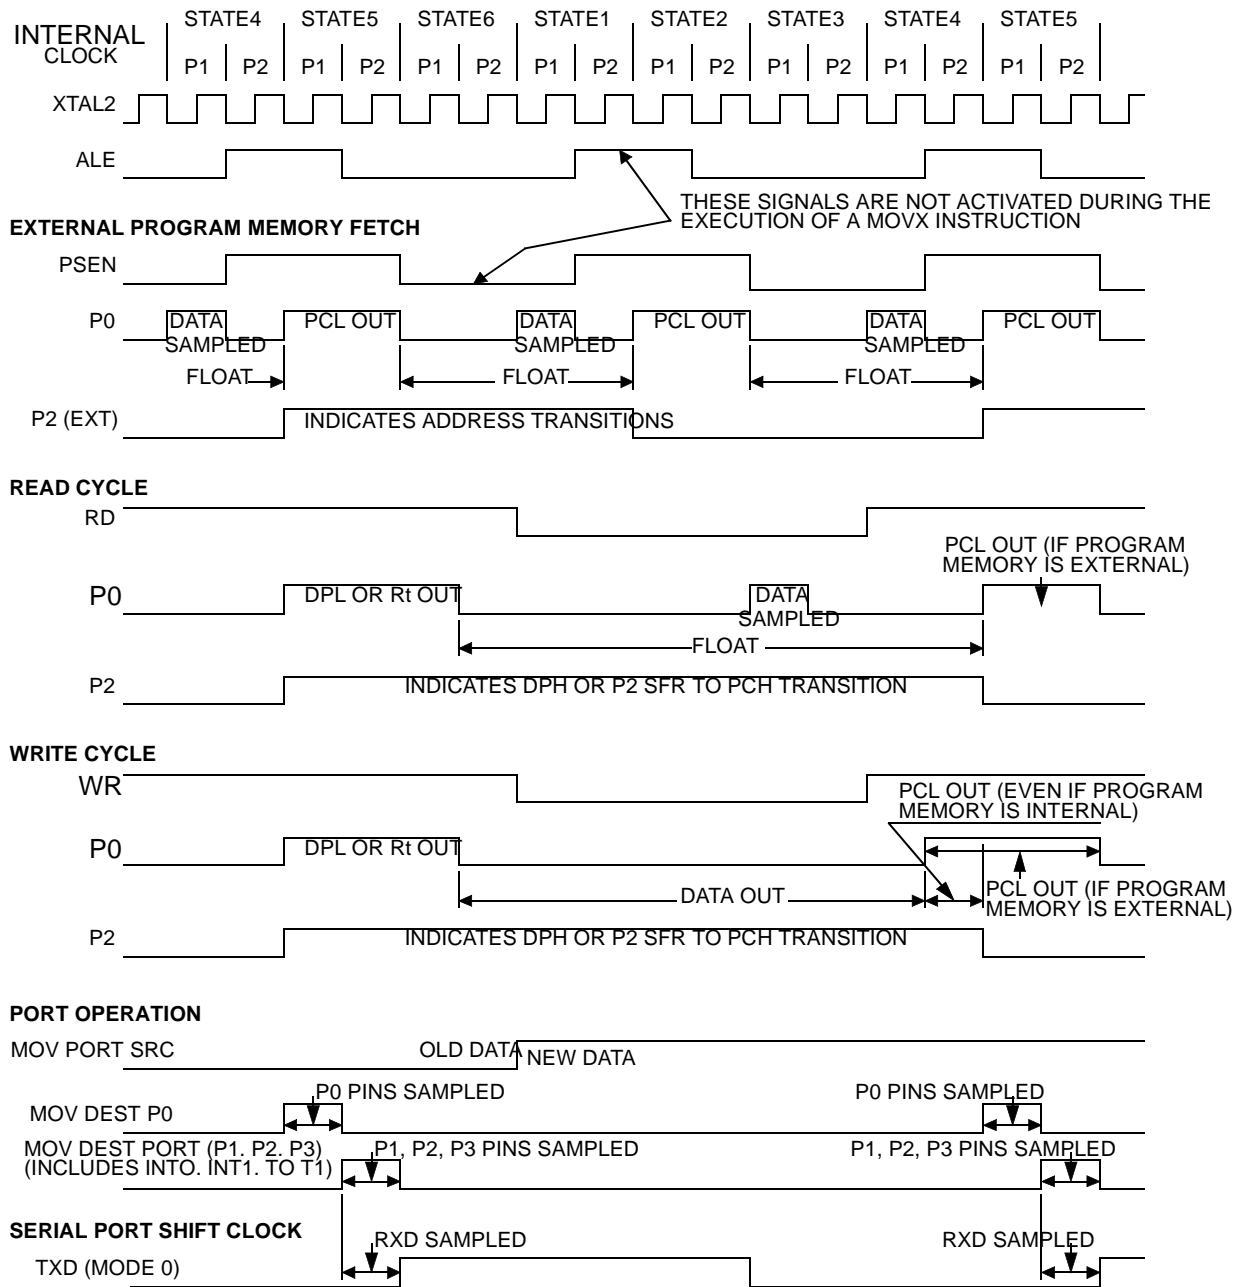 INTERNAL CLOCK
STATE4 STATE5 STATE6 STATE1 STATE2 STATE3 STATE4 STATE5
P1 P2 P1 P2 P1 P2 P1 P2 P1 P2 P1 P2 P1 P2 P1 P2
XTAL2
ALE
THESE SIGNALS ARE NOT ACTIVATED DURING THE
EXECUTION OF A MOVX INSTRUCTION
EXTERNAL PROGRAM MEMORY FETCH
PSEN
P0 DATA SAMPLED PCL OUT DATA SAMPLED PCL OUT DATA SAMPLED PCL OUT
FLOAT FLOAT FLOAT
P2 (EXT) INDICATES ADDRESS TRANSITIONS
READ CYCLE
RD
PCL OUT (IF PROGRAM
MEMORY IS EXTERNAL)
P0 DPL OR Rt OUT DATA SAMPLED
FLOAT
P2 INDICATES DPH OR P2 SFR TO PCH TRANSITION
WRITE CYCLE
WR
PCL OUT (EVEN IF PROGRAM
MEMORY IS INTERNAL)
P0 DPL OR Rt OUT
DATA OUT
PCL OUT (IF PROGRAM
MEMORY IS EXTERNAL)
P2 INDICATES DPH OR P2 SFR TO PCH TRANSITION
PORT OPERATION
MOV PORT SRC OLD DATA NEW DATA
P0 PINS SAMPLED P0 PINS SAMPLED
MOV DEST P0
MOV DEST PORT (P1. P2. P3) P1, P2, P3 PINS SAMPLED P1, P2, P3 PINS SAMPLED
(INCLUDES INTO. INT1. TO T1)
SERIAL PORT SHIFT CLOCK
RXD SAMPLED RXD SAMPLED
TXD (MODE 0)